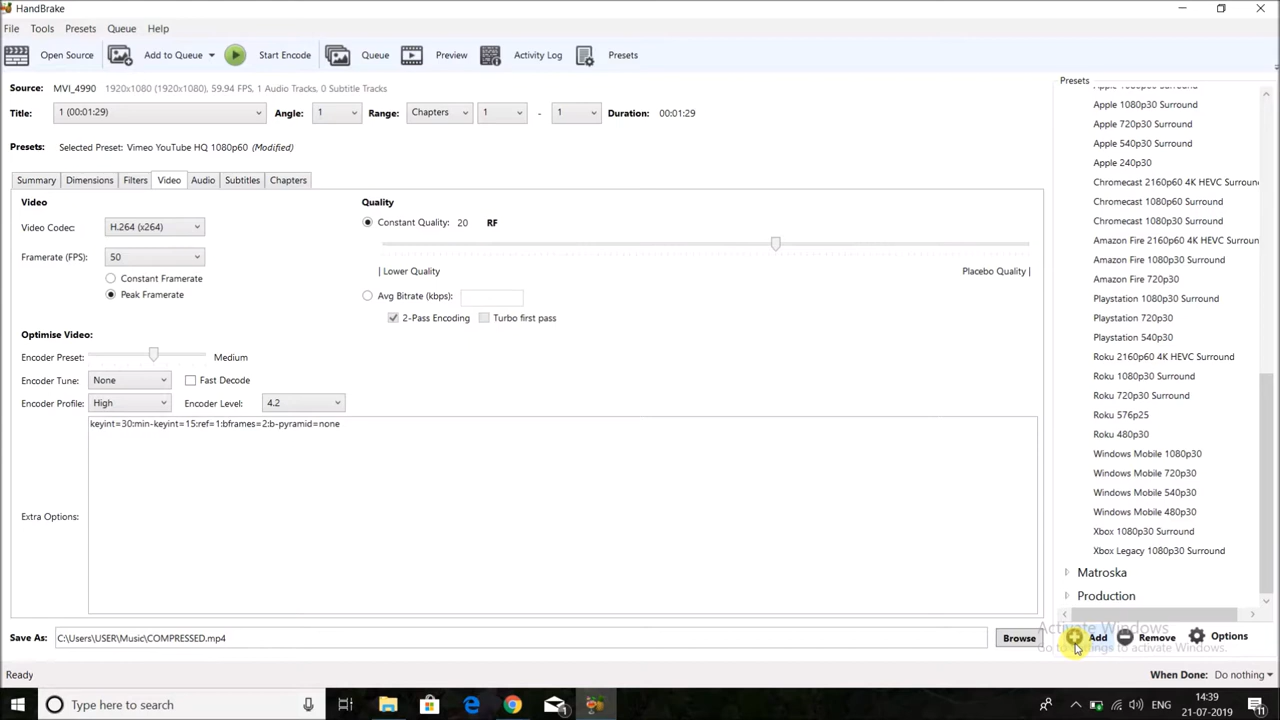 HandBrake
File Tools Presets Queue Help
Open Source Add to Queue Start Encode Queue Preview Activity Log Presets
Source: MVI_4990 1920x1080 (1920x1080), 59.94 FPS, 1 Audio Tracks, 0 Subtitle Tracks
Title: 1 (00:01:29) Angle: 1 Range: Chapters 1 - 1 Duration: 00:01:29
Presets: Selected Preset: Vimeo YouTube HQ 1080p60 (Modified)
Summary Dimensions Filters Video Audio Subtitles Chapters
Video
Video Codec: H.264 (x264)
Framerate (FPS): 50
Constant Framerate
Peak Framerate
Quality
Constant Quality: 20 RF
| Lower Quality Placebo Quality |
Avg Bitrate (kbps):
2-Pass Encoding Turbo first pass
Optimise Video:
Encoder Preset: Medium
Encoder Tune: None Fast Decode
Encoder Profile: High Encoder Level: 4.2
keyint=30:min-keyint=15:ref=1:bframes=2:b-pyramid=none
Extra Options:
Save As: C:\Users\USER\Music\COMPRESSED.mp4 Browse
Presets
Apple 1080p30 Surround
Apple 720p30 Surround
Apple 540p30 Surround
Apple 240p30
Chromecast 2160p60 4K HEVC Surroun
Chromecast 1080p60 Surround
Chromecast 1080p30 Surround
Amazon Fire 2160p60 4K HEVC Surroun
Amazon Fire 1080p30 Surround
Amazon Fire 720p30
Playstation 1080p30 Surround
Playstation 720p30
Playstation 540p30
Roku 2160p60 4K HEVC Surround
Roku 1080p30 Surround
Roku 720p30 Surround
Roku 576p25
Roku 480p30
Windows Mobile 1080p30
Windows Mobile 720p30
Windows Mobile 540p30
Windows Mobile 480p30
Xbox 1080p30 Surround
Xbox Legacy 1080p30 Surround
Matroska
Production
Activate Windows
Go to Settings to activate Windows.
Add Remove Options
Ready When Done: Do nothing
Type here to search
1
ENG
14:39
21-07-2019
11